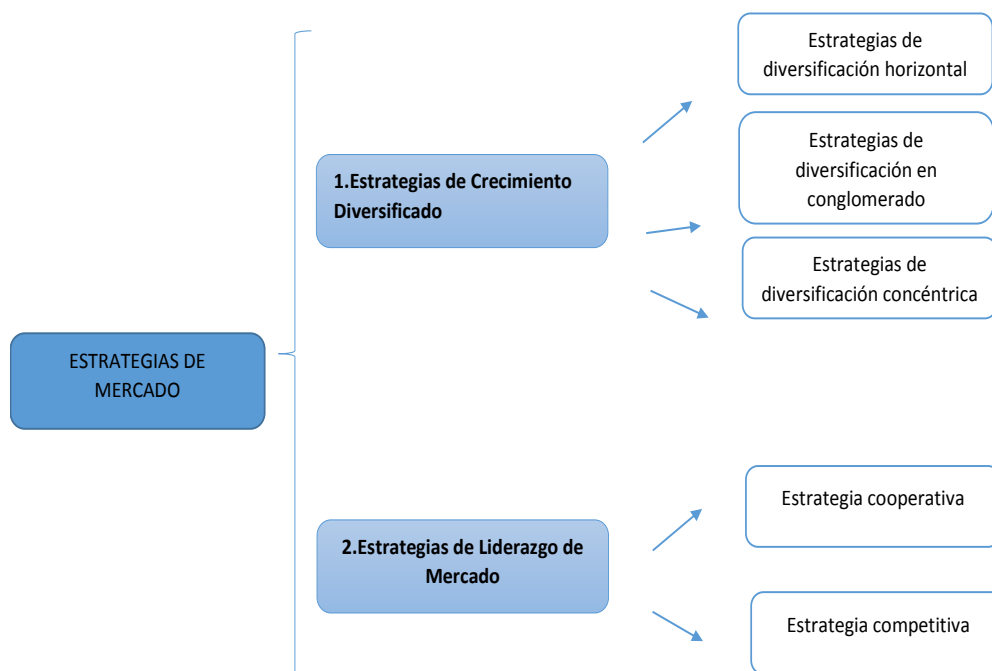 ESTRATEGIAS DE
MERCADO
1.Estrategias de Crecimiento
Diversificado
Estrategias de
diversificación horizontal
Estrategias de
diversificación en
conglomerado
Estrategias de
diversificación concéntrica
2.Estrategias de Liderazgo de
Mercado
Estrategia cooperativa
Estrategia competitiva